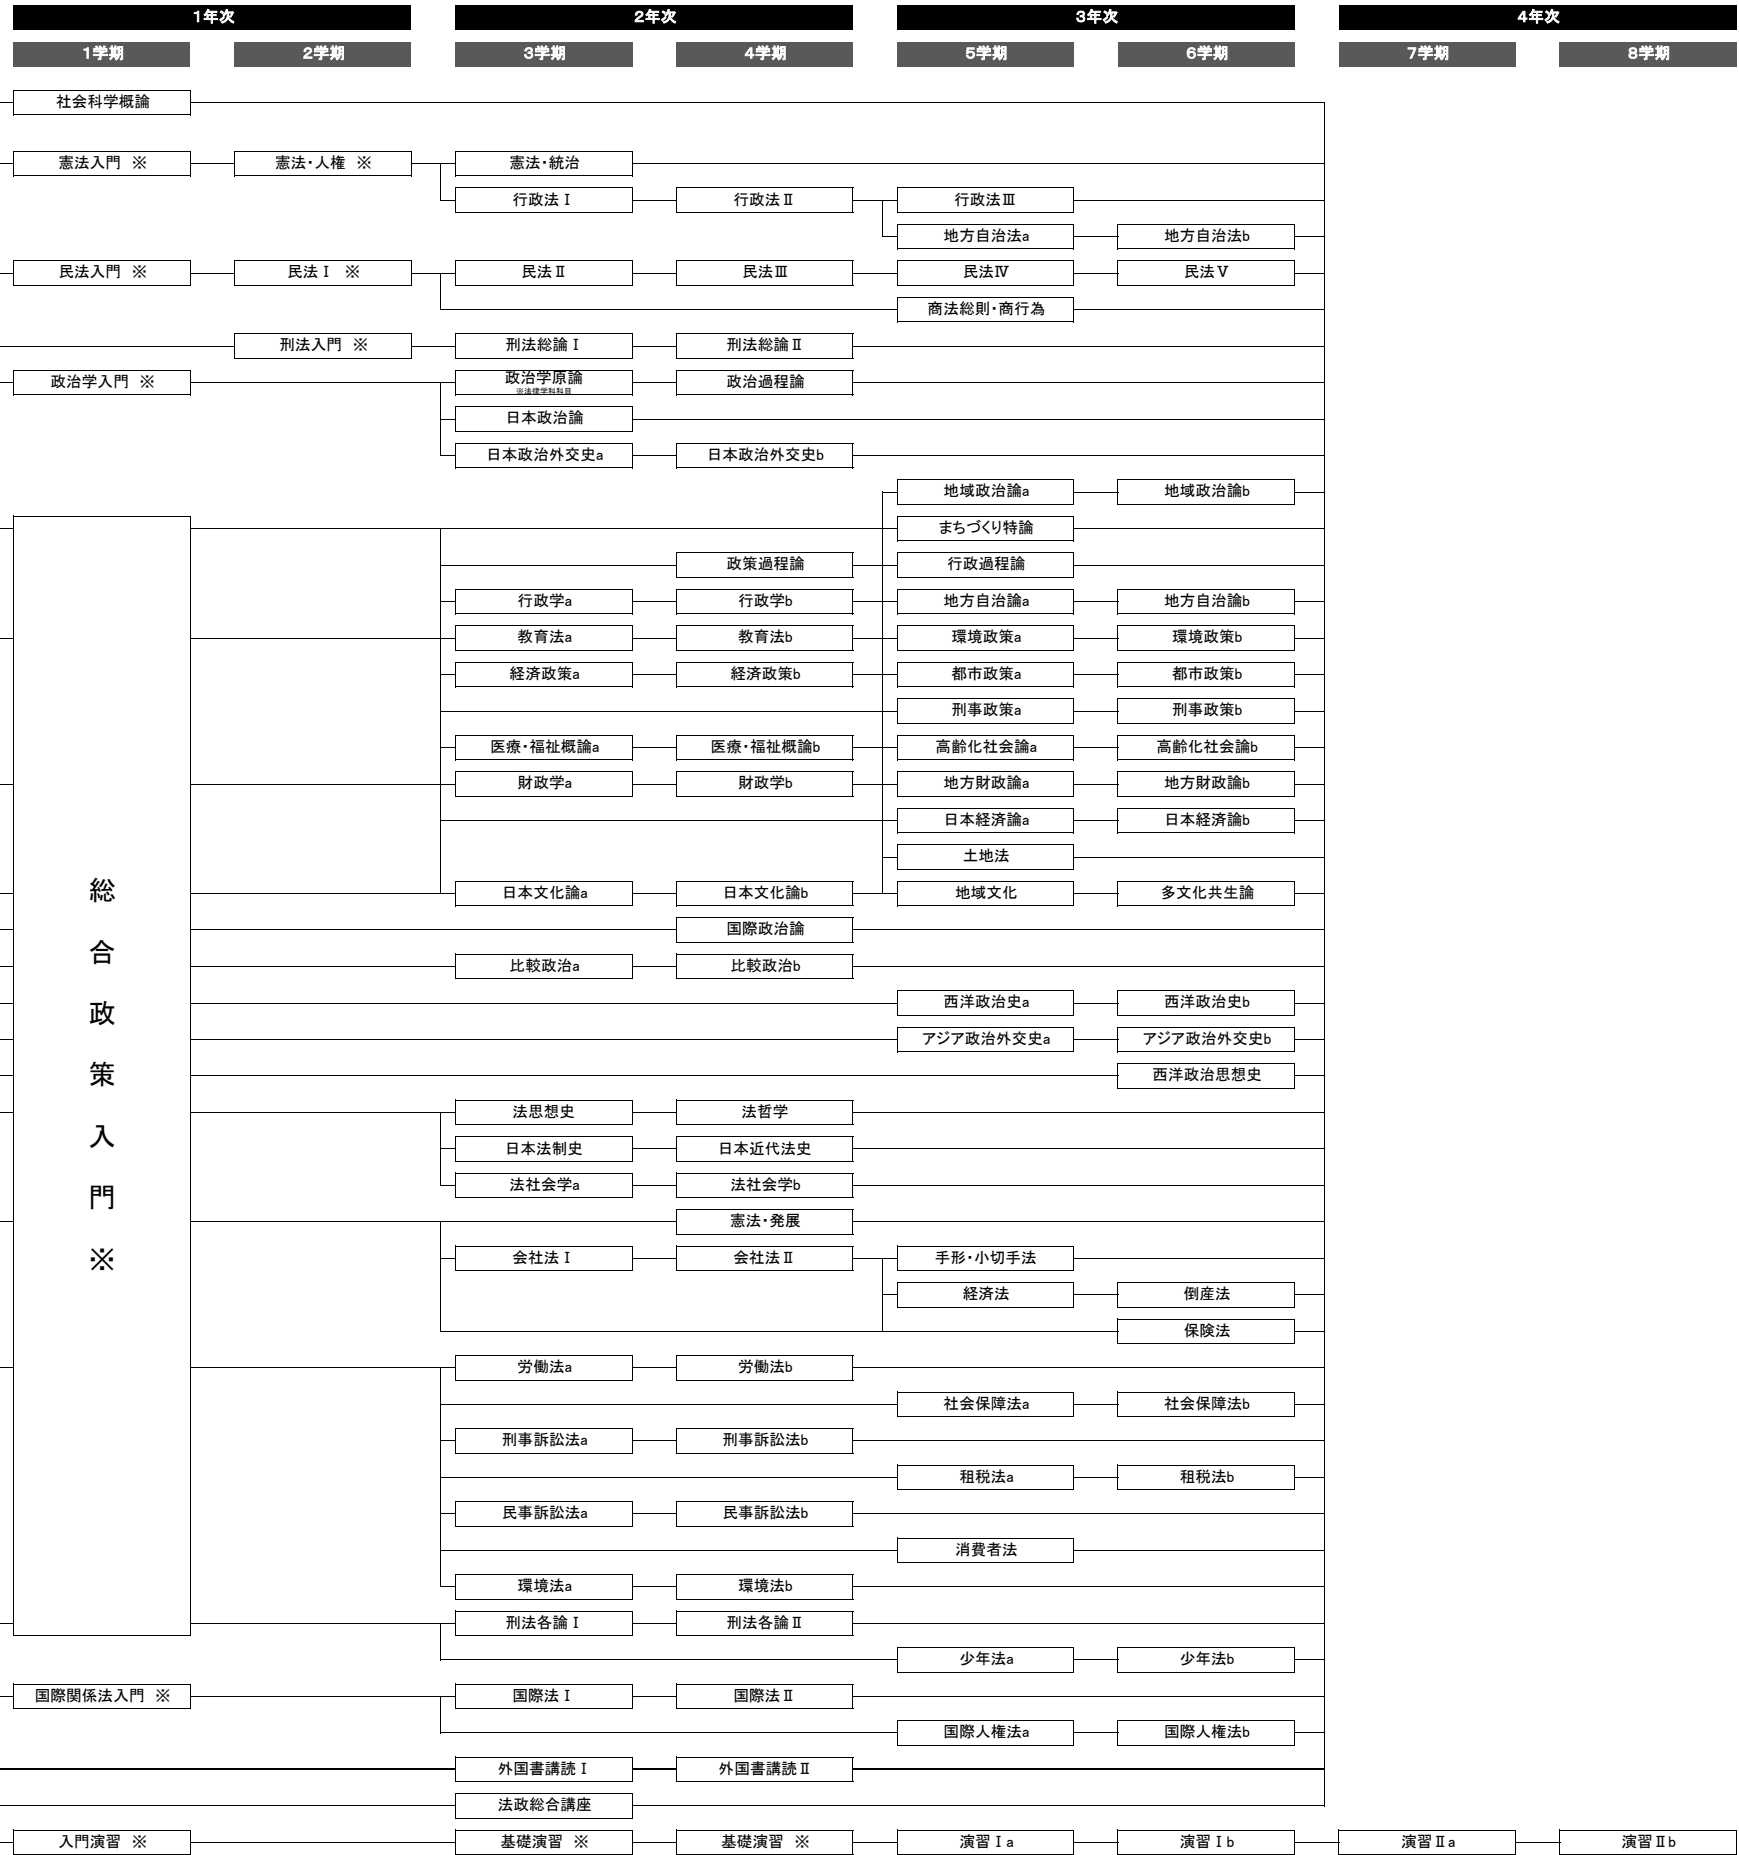 1年次 2年次 3年次 4年次
1学期 2学期 3学期 4学期 5学期 6学期 7学期 8学期
社会科学概論
憲法入門 ※ 憲法・人権 ※ 憲法・統治
行政法Ⅰ 行政法Ⅱ 行政法Ⅲ
地方自治法a 地方自治法b
民法入門 ※ 民法Ⅰ ※ 民法Ⅱ 民法Ⅲ 民法Ⅳ 民法Ⅴ
商法総則・商行為
刑法入門 ※ 刑法総論Ⅰ 刑法総論Ⅱ
政治学入門 ※ 政治学原論 政治過程論
※法律学科科目
日本政治論
日本政治外交史a 日本政治外交史b
地域政治論a 地域政治論b
まちづくり特論
政策過程論 行政過程論
行政学a 行政学b 地方自治論a 地方自治論b
教育法a 教育法b 環境政策a 環境政策b
経済政策a 経済政策b 都市政策a 都市政策b
刑事政策a 刑事政策b
医療・福祉概論a 医療・福祉概論b 高齢化社会論a 高齢化社会論b
財政学a 財政学b 地方財政論a 地方財政論b
日本経済論a 日本経済論b
土地法
総合政策入門※
日本文化論a 日本文化論b 地域文化 多文化共生論
国際政治論
比較政治a 比較政治b
西洋政治史a 西洋政治史b
アジア政治外交史a アジア政治外交史b
西洋政治思想史
法思想史 法哲学
日本法制史 日本近代法史
法社会学a 法社会学b
憲法・発展
会社法Ⅰ 会社法Ⅱ 手形・小切手法
経済法 倒産法
保険法
労働法a 労働法b
社会保障法a 社会保障法b
刑事訴訟法a 刑事訴訟法b
租税法a 租税法b
民事訴訟法a 民事訴訟法b
消費者法
環境法a 環境法b
刑法各論Ⅰ 刑法各論Ⅱ
少年法a 少年法b
国際関係法入門 ※ 国際法Ⅰ 国際法Ⅱ
国際人権法a 国際人権法b
外国書講読Ⅰ 外国書講読Ⅱ
法政総合講座
入門演習 ※ 基礎演習 ※ 基礎演習 ※ 演習Ⅰa 演習Ⅰb 演習Ⅱa 演習Ⅱb